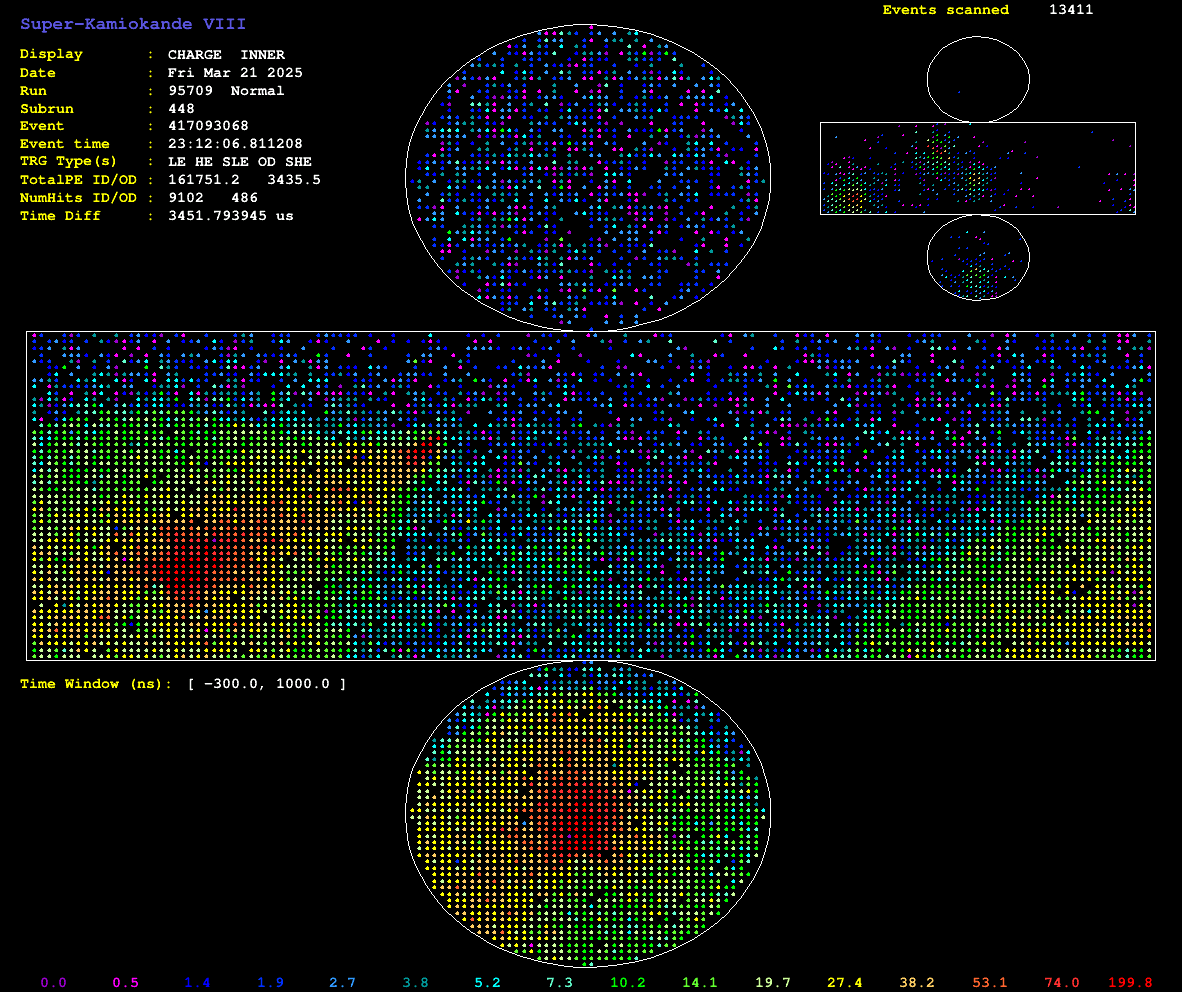 Super-Kamiokande VIII
Events scanned 13411
Display : CHARGE INNER
Date : Fri Mar 21 2025
Run : 95709 Normal
Subrun : 448
Event : 417093068
Event time : 23:12:06.811208
TRG Type(s) : LE HE SLE OD SHE
TotalPE ID/OD : 161751.2 3435.5
NumHits ID/OD : 9102 486
Time Diff : 3451.793945 us
Time Window (ns): [ −300.0, 1000.0 ]
0.0 0.5 1.4 1.9 2.7 3.8 5.2 7.3 10.2 14.1 19.7 27.4 38.2 53.1 74.0 199.8